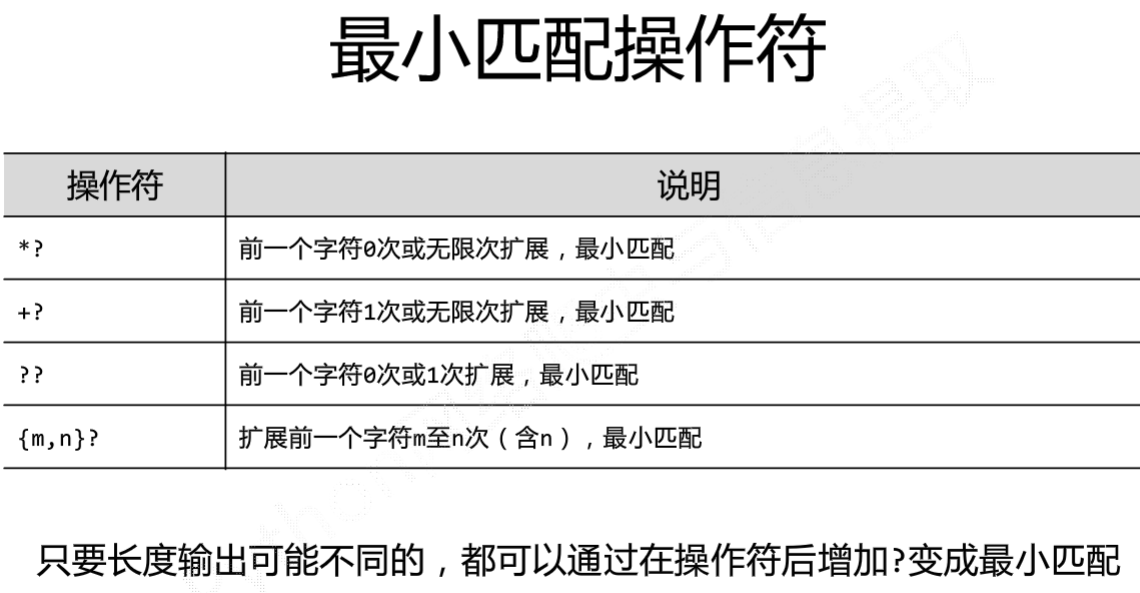 最小匹配操作符
操作符 说明
*? 前一个字符0次或无限次扩展，最小匹配
+? 前一个字符1次或无限次扩展，最小匹配
?? 前一个字符0次或1次扩展，最小匹配
{m,n}? 扩展前一个字符m至n次（含n），最小匹配
只要长度输出可能不同的，都可以通过在操作符后增加?变成最小匹配